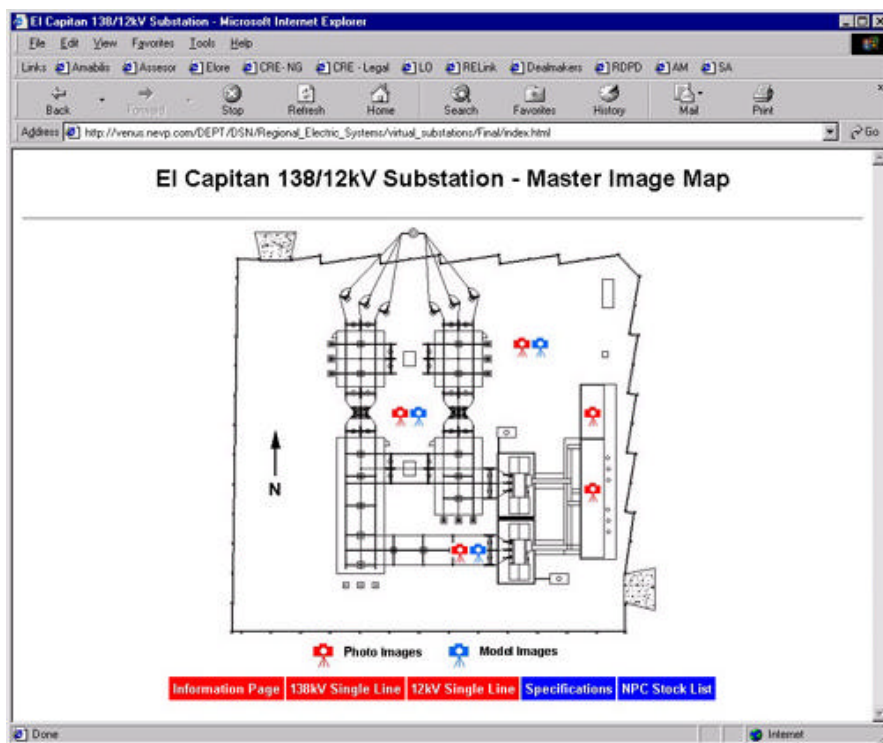 El Capitan 138/12kV Substation - Microsoft Internet Explorer
File Edit View Favorites Tools Help
Links Amabilis Assesor Elore CRE-NG CRE - Legal LO RELink Dealmakers RDPD AM SA
Back Forward Stop Refresh Home Search Favorites History Mail Print
Address http://venus.nevp.com/DEPT/DSN/Regional_Electric_Systems/virtual_substations/Final/index.html Go
El Capitan 138/12kV Substation - Master Image Map
N
Photo Images Model Images
Information Page 138kV Single Line 12kV Single Line Specifications NPC Stock List
Done Internet